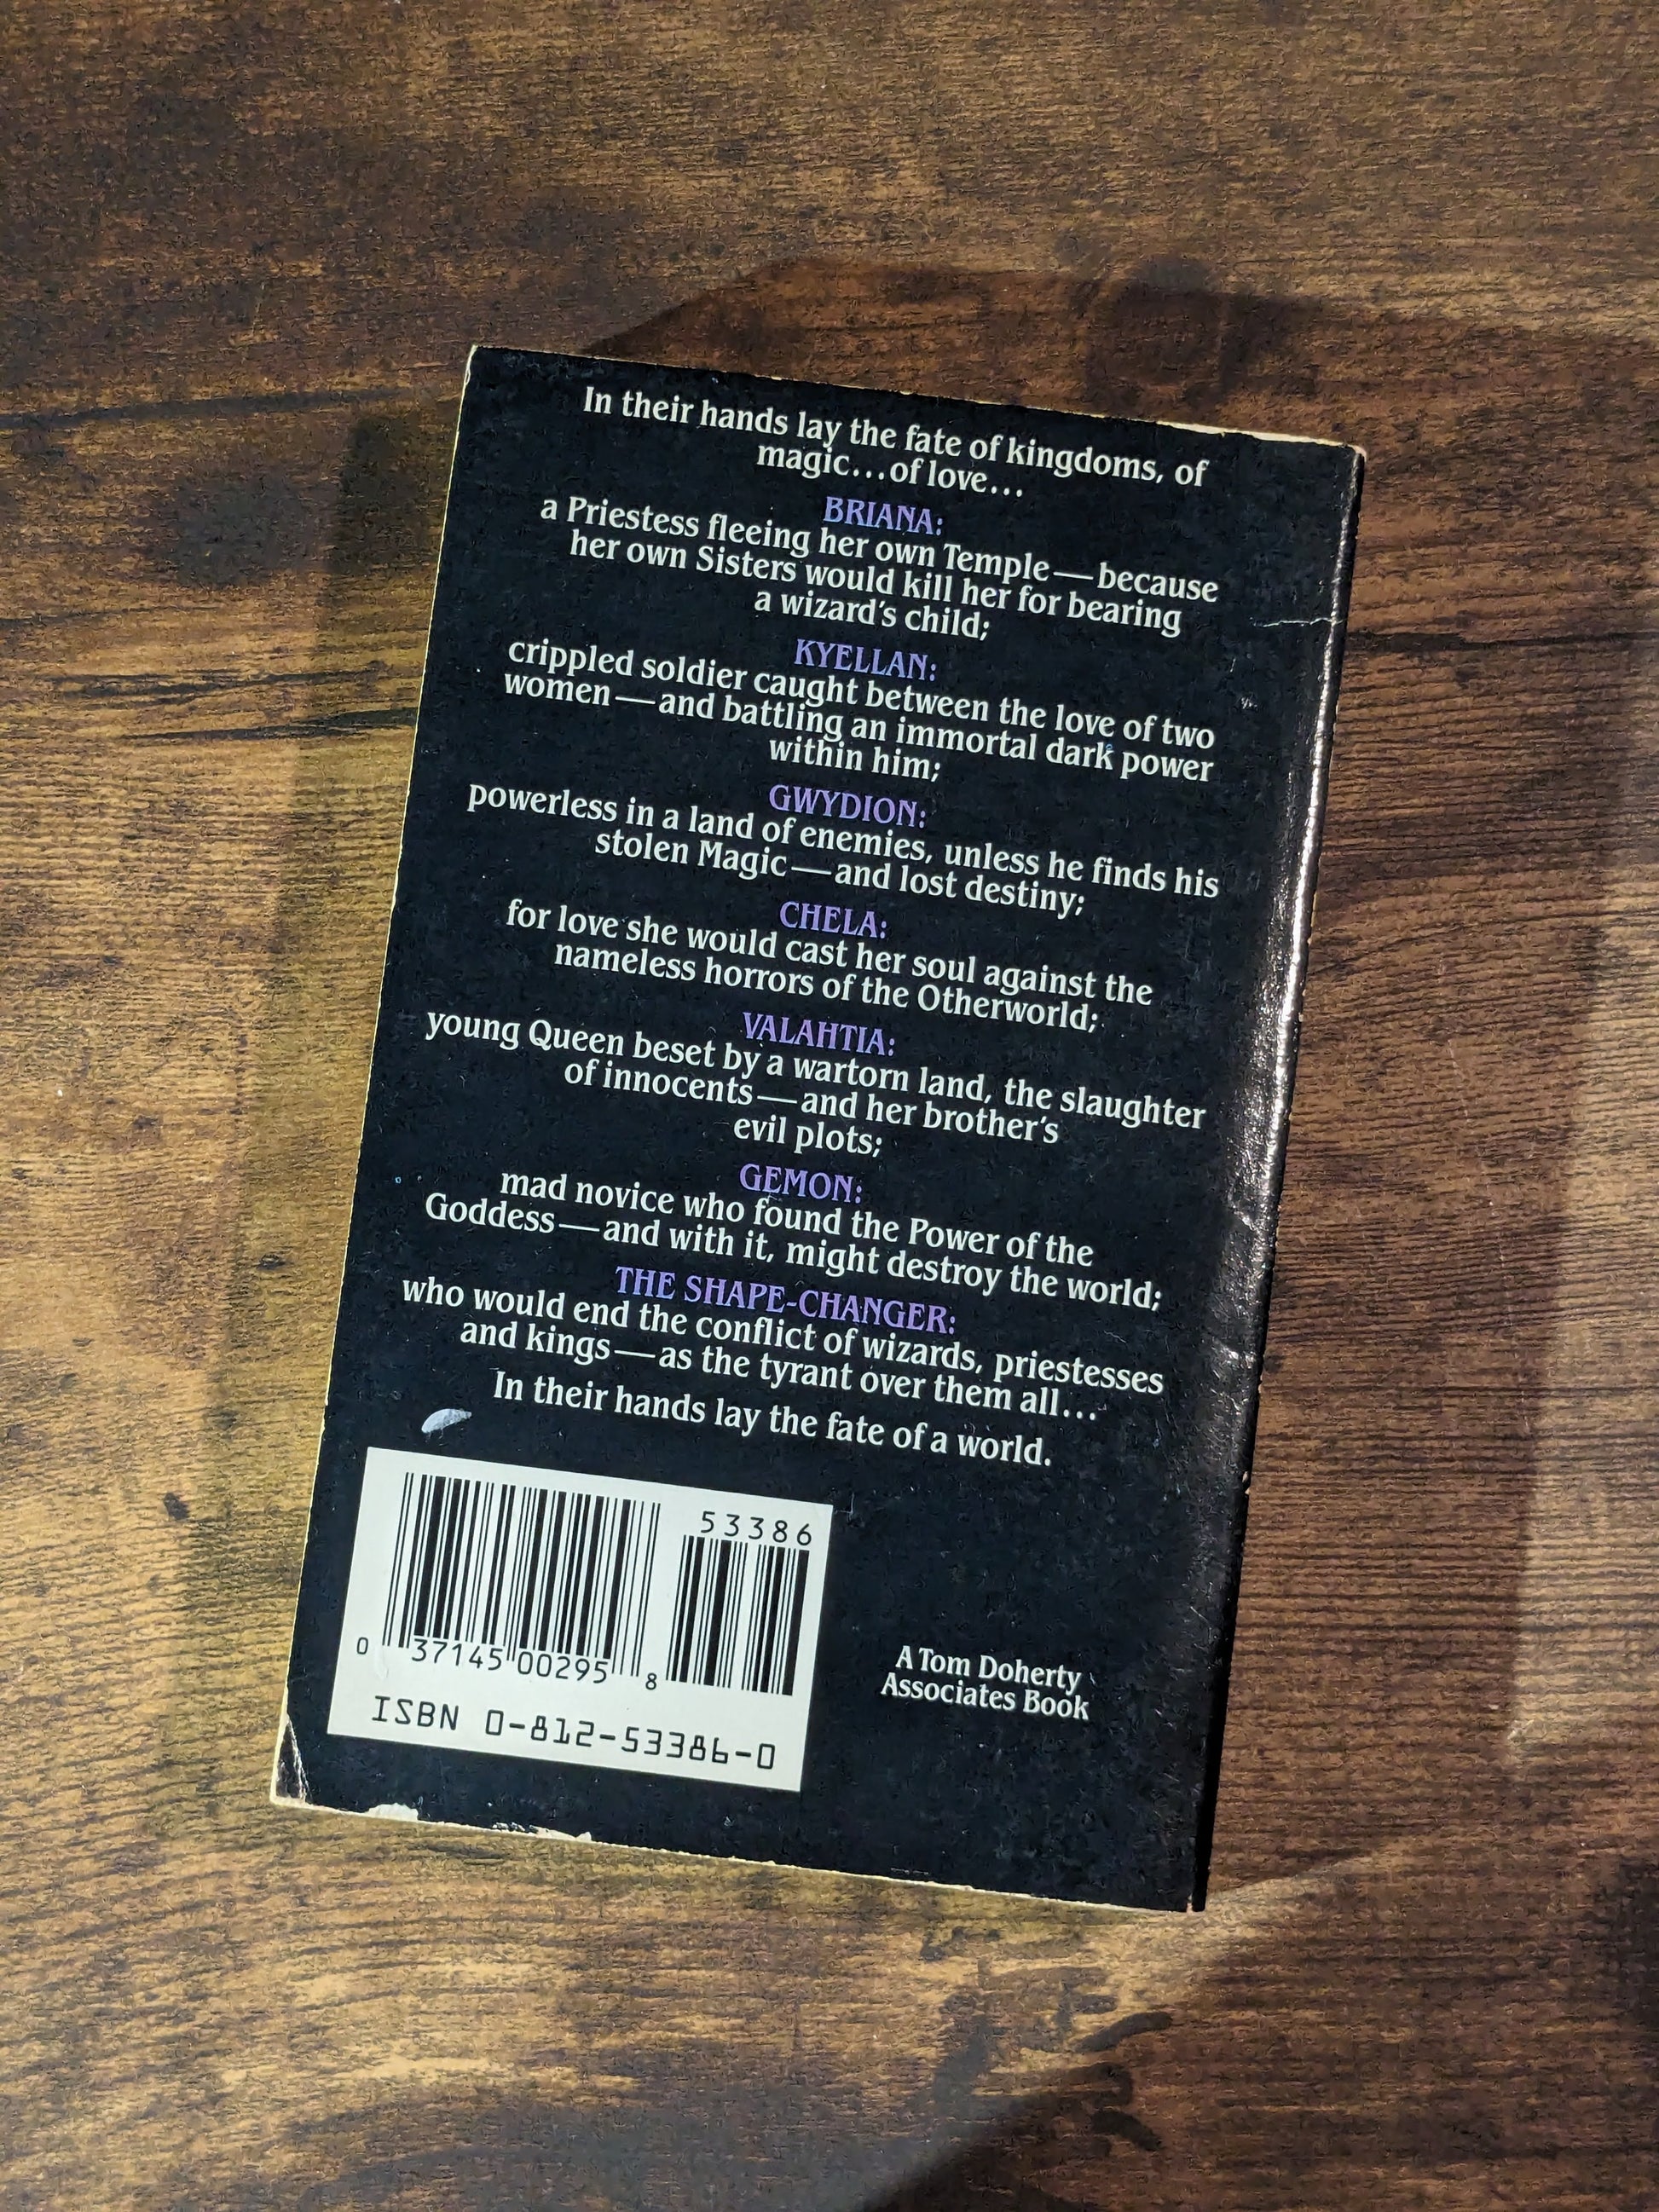 In their hands lay the fate of kingdoms, of
magic...of love...
BRIANA:
a Priestess fleeing her own Temple—because
her own Sisters would kill her for bearing
a wizard's child;
KYELLAN:
crippled soldier caught between the love of two
women—and battling an immortal dark power
within him;
GWYDION:
powerless in a land of enemies, unless he finds his
stolen Magic—and lost destiny;
CHELA:
for love she would cast her soul against the
nameless horrors of the Otherworld;
VALAHTIA:
young Queen beset by a wartorn land, the slaughter
of innocents—and her brother's
evil plots;
GEMON:
mad novice who found the Power of the
Goddess—and with it, might destroy the world;
THE SHAPE-CHANGER:
who would end the conflict of wizards, priestesses
and kings—as the tyrant over them all...
In their hands lay the fate of a world.
53386
0 37145 00295 8
ISBN 0-812-53386-0
A Tom Doherty
Associates Book